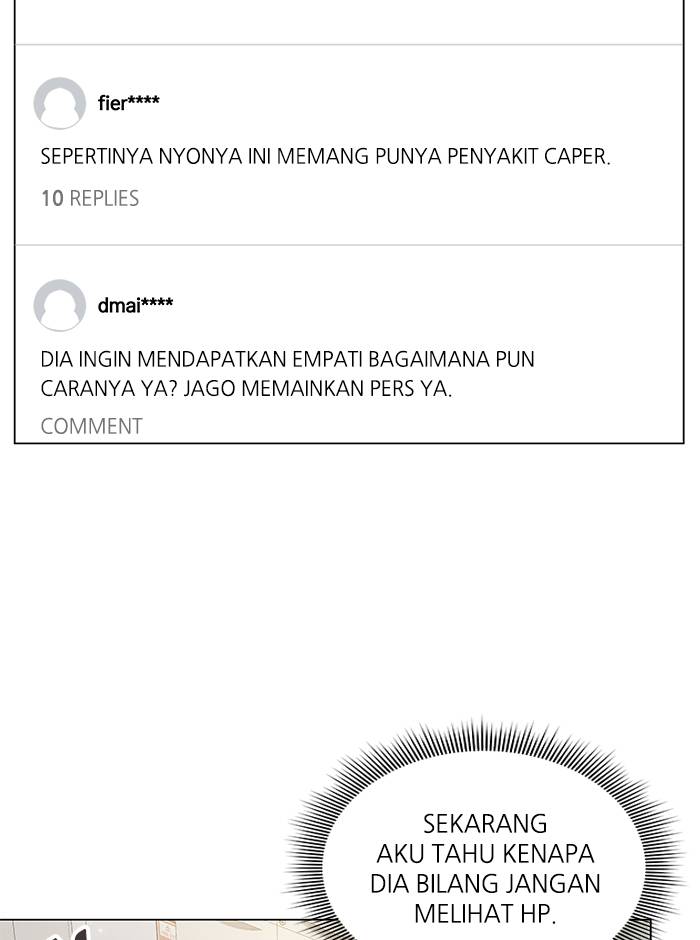 fier****
SEPERTINYA NYONYA INI MEMANG PUNYA PENYAKIT CAPER.
10 REPLIES
dmai****
DIA INGIN MENDAPATKAN EMPATI BAGAIMANA PUN
CARANYA YA? JAGO MEMAINKAN PERS YA.
COMMENT
SEKARANG
AKU TAHU KENAPA
DIA BILANG JANGAN
MELIHAT HP.